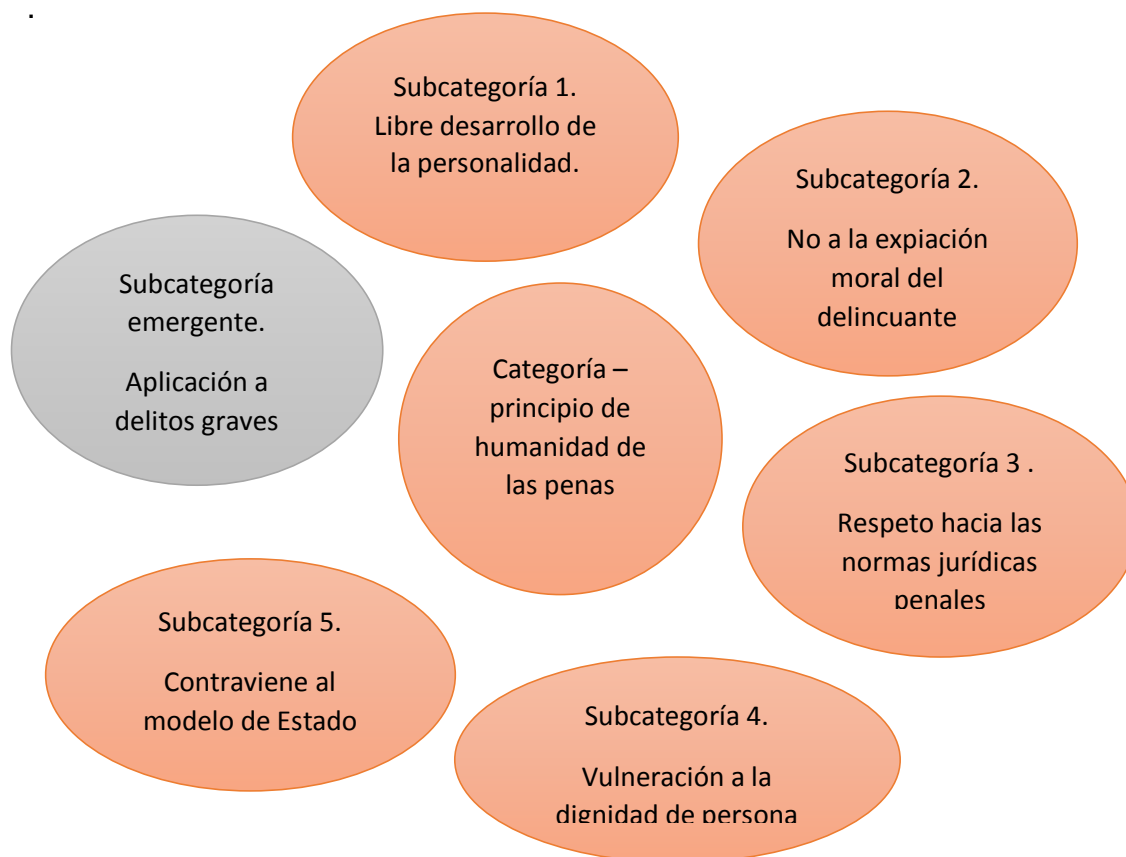 .
Subcategoría 1.
Libre desarrollo de
la personalidad.
Subcategoría 2.
No a la expiación
moral del
delincuante
Subcategoría
emergente.
Aplicación a
delitos graves
Categoría –
principio de
humanidad de
las penas
Subcategoría 3 .
Respeto hacia las
normas jurídicas
penales
Subcategoría 5.
Contraviene al
modelo de Estado
Subcategoría 4.
Vulneración a la
dignidad de persona